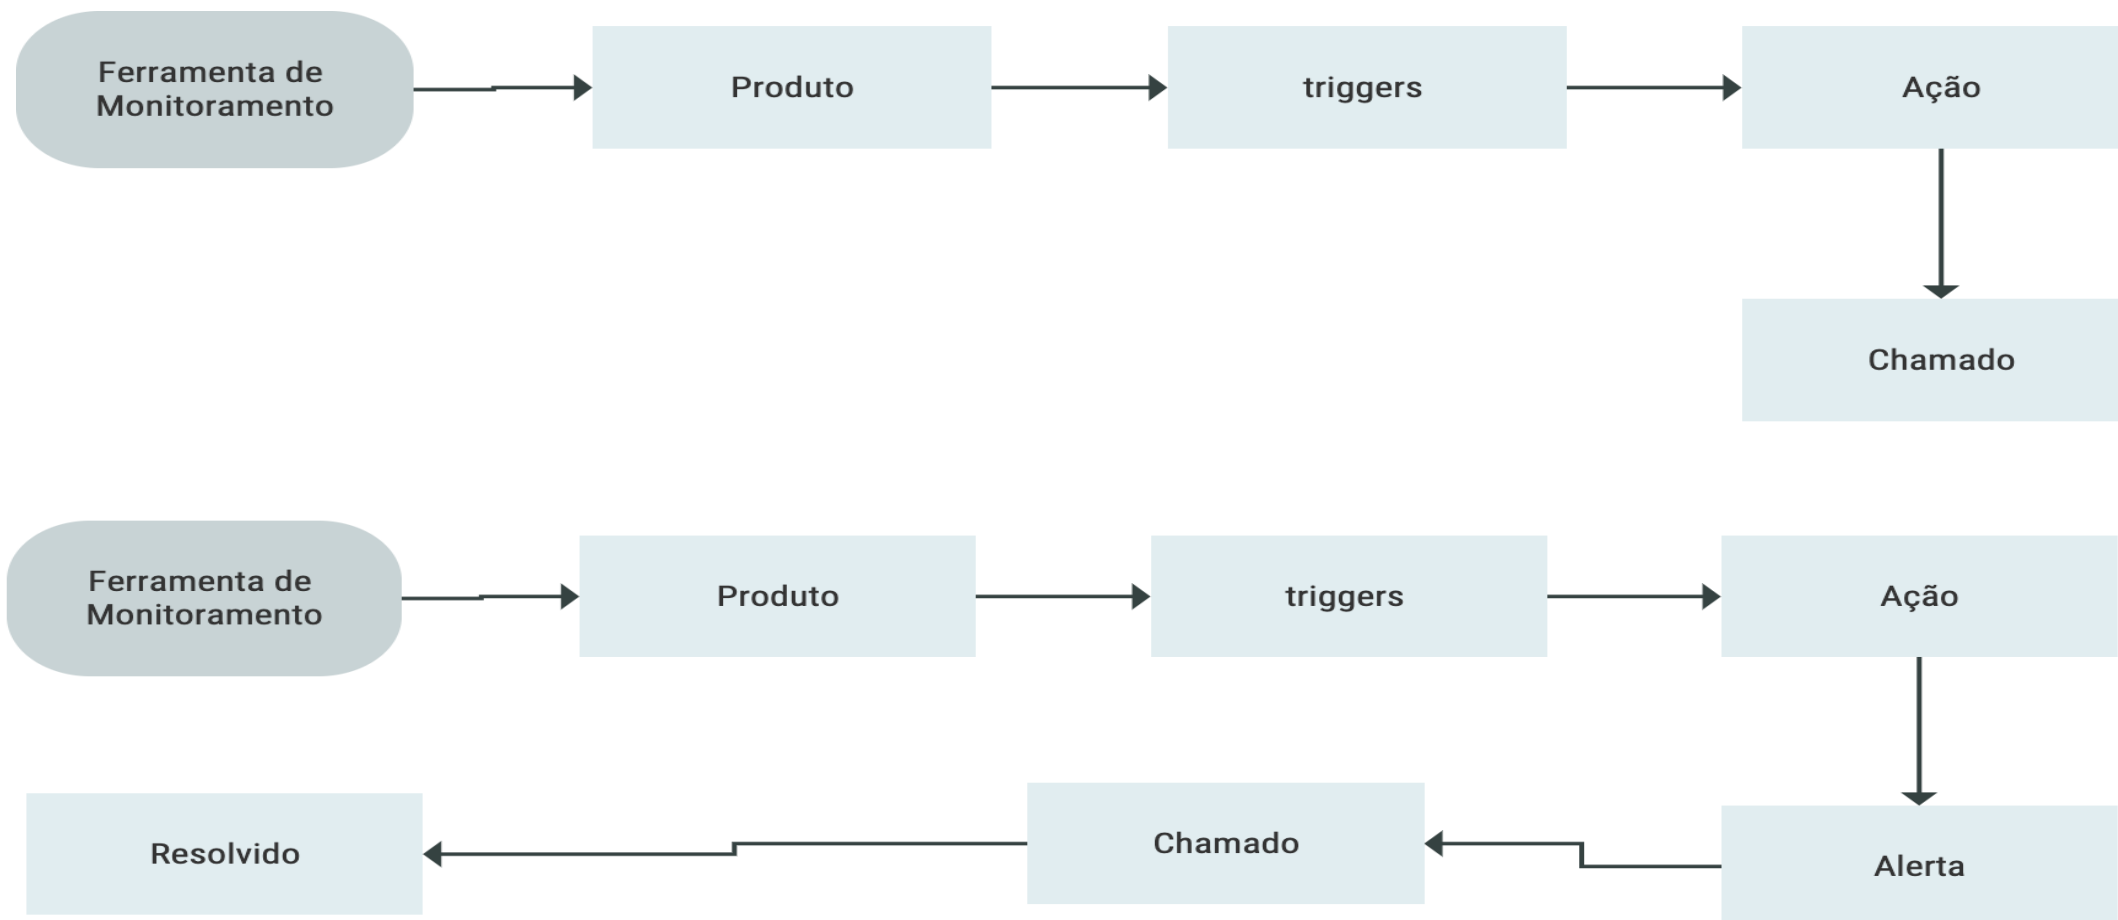 Ferramenta de
Monitoramento
Produto
triggers
Ação
Chamado
Ferramenta de
Monitoramento
Produto
triggers
Ação
Resolvido
Chamado
Alerta